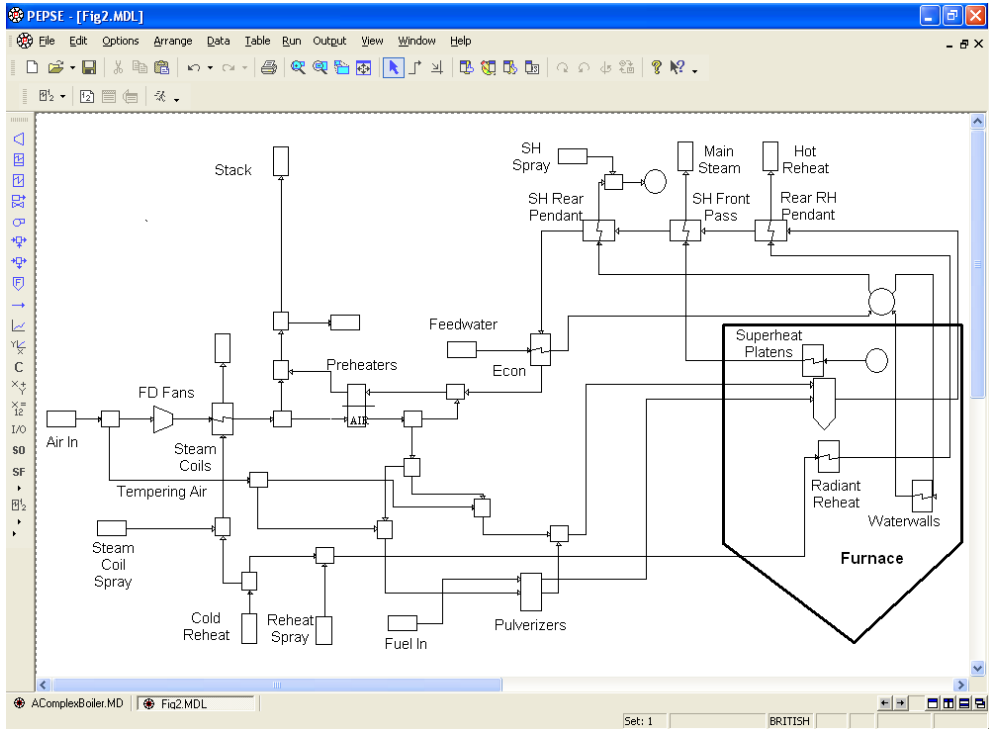 PEPSE - [Fig2.MDL]
File Edit Options Arrange Data Table Run Output View Window Help
Stack
SH
Spray
Main
Steam
Hot
Reheat
SH Rear
Pendant
SH Front
Pass
Rear RH
Pendant
Feedwater
Econ
Superheat
Platens
Preheaters
AIR
FD Fans
Air In
Steam
Coils
Tempering Air
Radiant
Reheat
Waterwalls
Steam
Coil
Spray
Furnace
Cold
Reheat
Reheat
Spray
Fuel In
Pulverizers
C
I/O
SO
SF
AComplexBoiler.MD Fig2.MDL
Set: 1 BRITISH